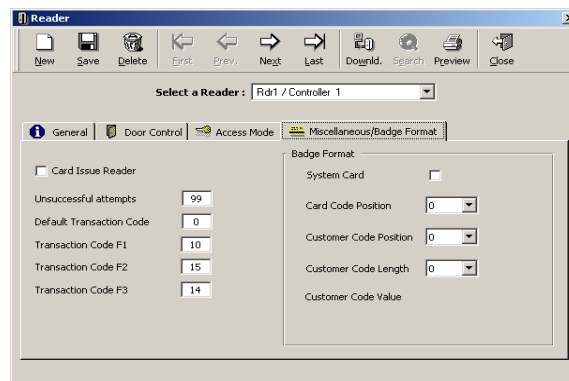 Reader
New Save Delete First Prev. Next Last Downld. Search Preview Close
Select a Reader : Rdr1 / Controller 1
General Door Control Access Mode Miscellaneous/Badge Format
Card Issue Reader
Unsuccessful attempts 99
Default Transaction Code 0
Transaction Code F1 10
Transaction Code F2 15
Transaction Code F3 14
Badge Format
System Card
Card Code Position 0
Customer Code Position 0
Customer Code Length 0
Customer Code Value